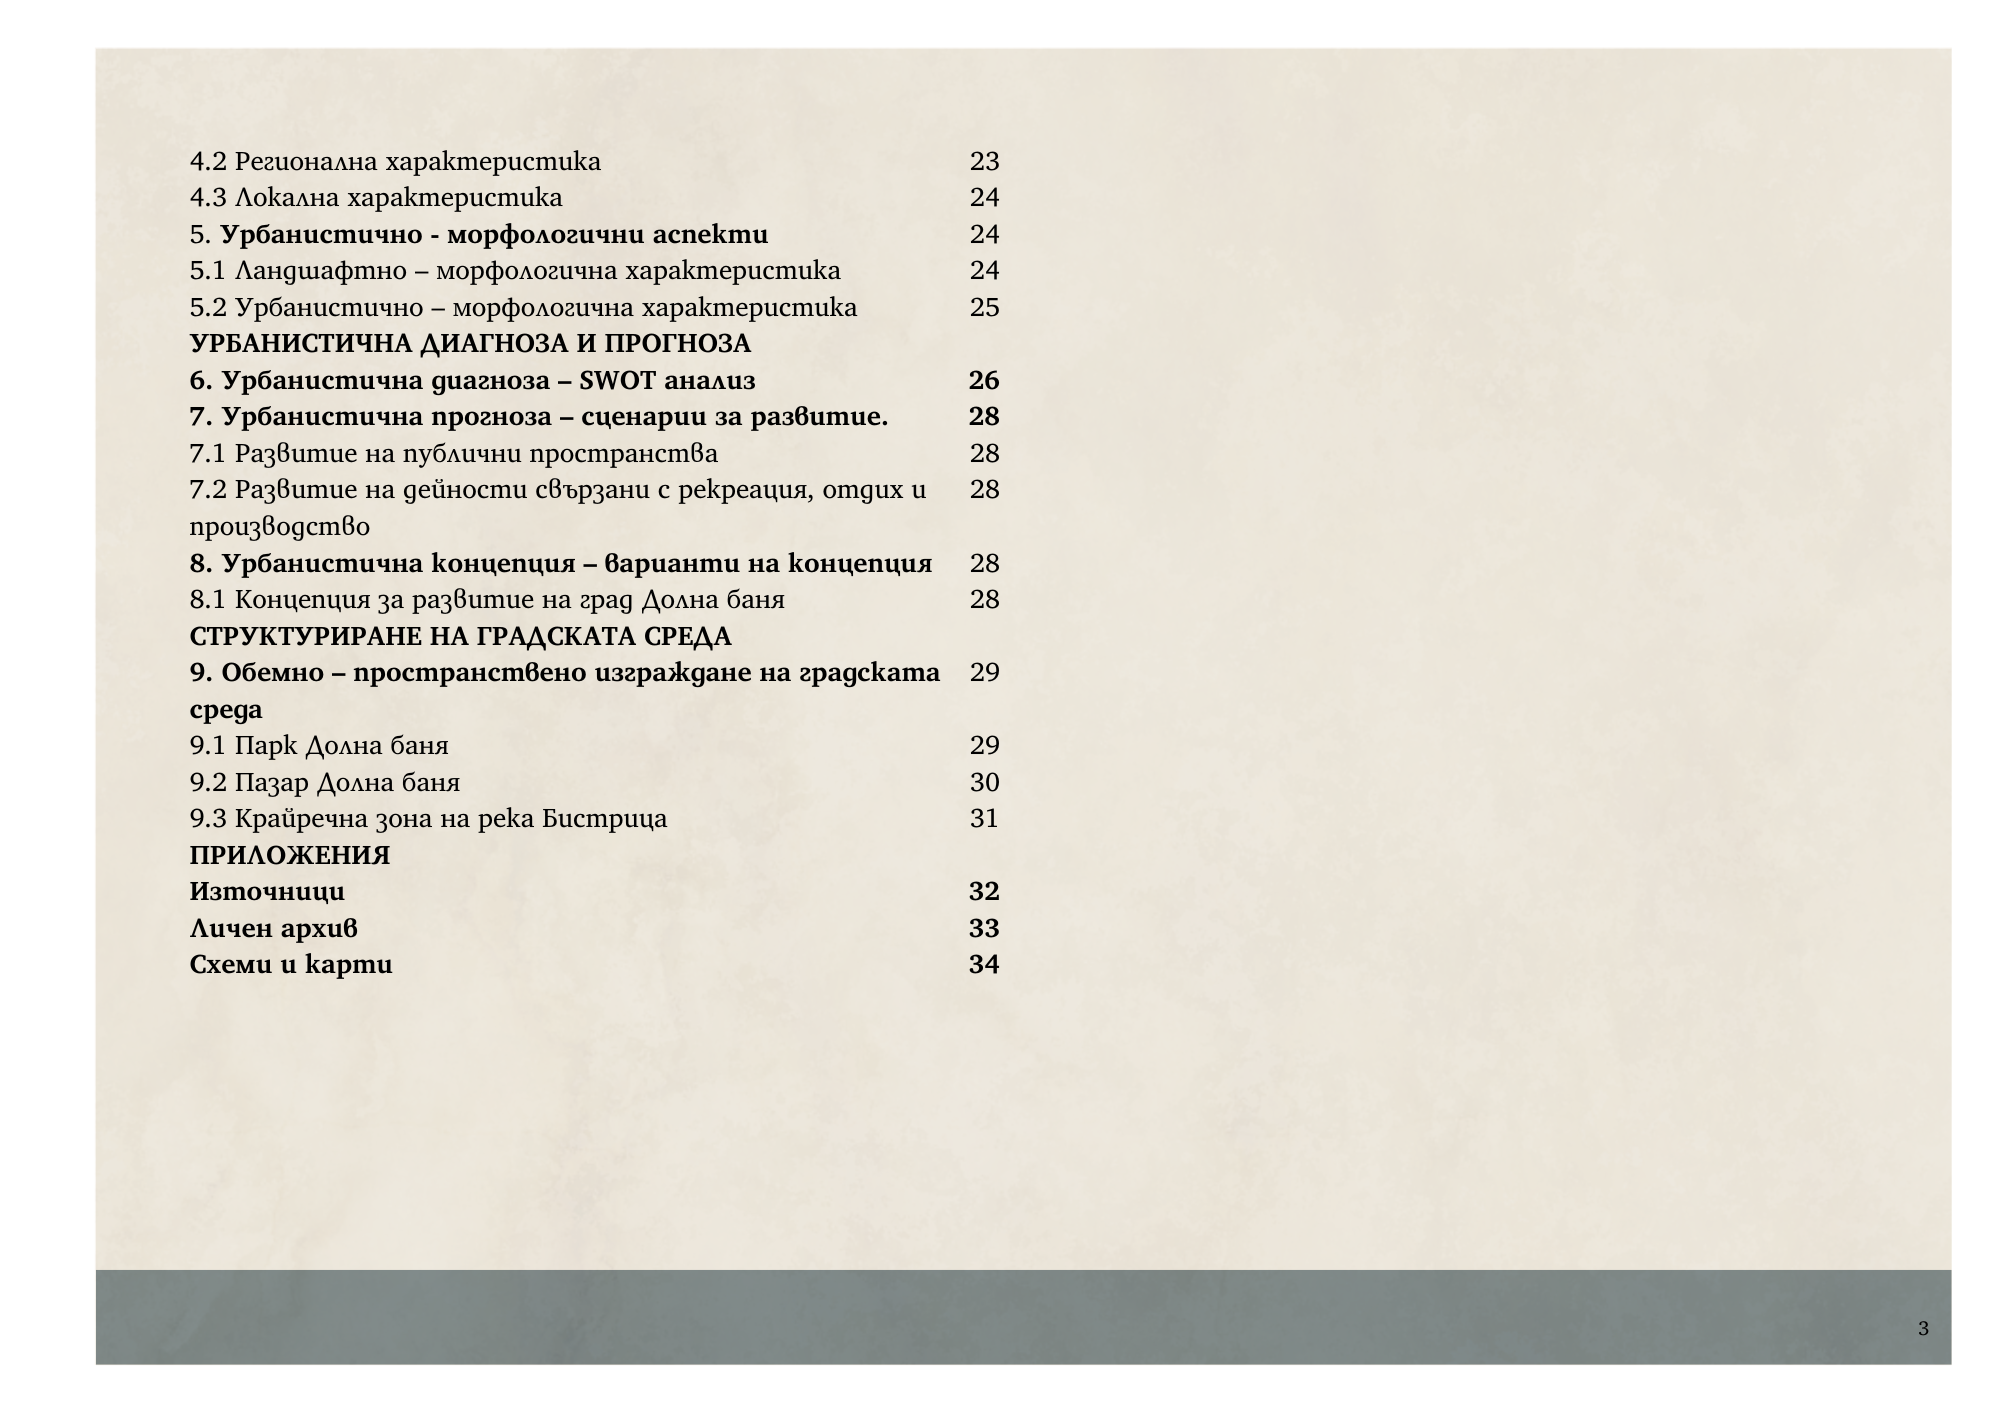 4.2 Регионална характеристика 23
4.3 Локална характеристика 24
5. Урбанистично - морфологични аспекти 24
5.1 Ландшафтно – морфологична характеристика 24
5.2 Урбанистично – морфологична характеристика 25
УРБАНИСТИЧНА ДИАГНОЗА И ПРОГНОЗА
6. Урбанистична диагноза – SWOT анализ 26
7. Урбанистична прогноза – сценарии за развитие. 28
7.1 Развитие на публични пространства 28
7.2 Развитие на дейности свързани с рекреация, отдих и 28
производство
8. Урбанистична концепция – варианти на концепция 28
8.1 Концепция за развитие на град Долна баня 28
СТРУКТУРИРАНЕ НА ГРАДСКАТА СРЕДА
9. Обемно – пространствено изграждане на градската 29
среда
9.1 Парк Долна баня 29
9.2 Пазар Долна баня 30
9.3 Крайречна зона на река Бистрица 31
ПРИЛОЖЕНИЯ
Източници 32
Личен архив 33
Схеми и карти 34
3